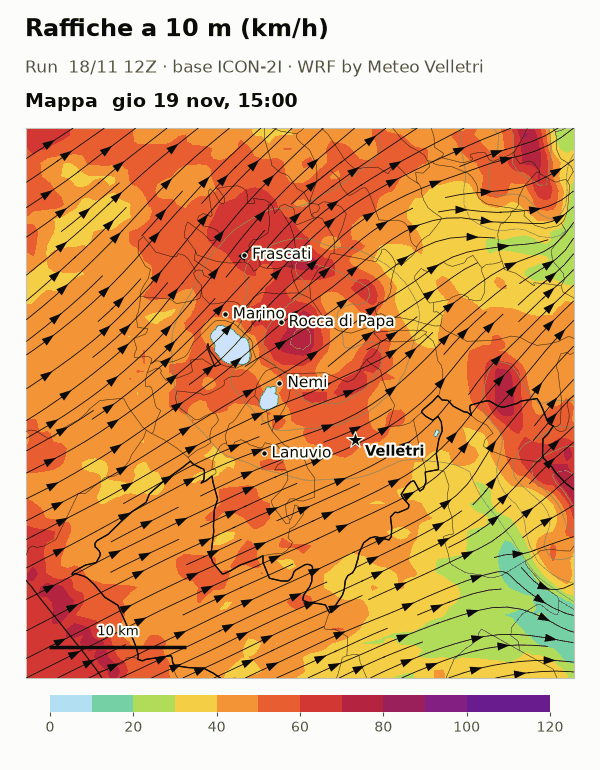 Raffiche a 10 m (km/h)
Run 18/11 12Z · base ICON-2I · WRF by Meteo Velletri
Mappa gio 19 nov, 15:00
Frascati
Marino
Rocca di Papa
Nemi
Velletri
Lanuvio
10 km
0 20 40 60 80 100 120